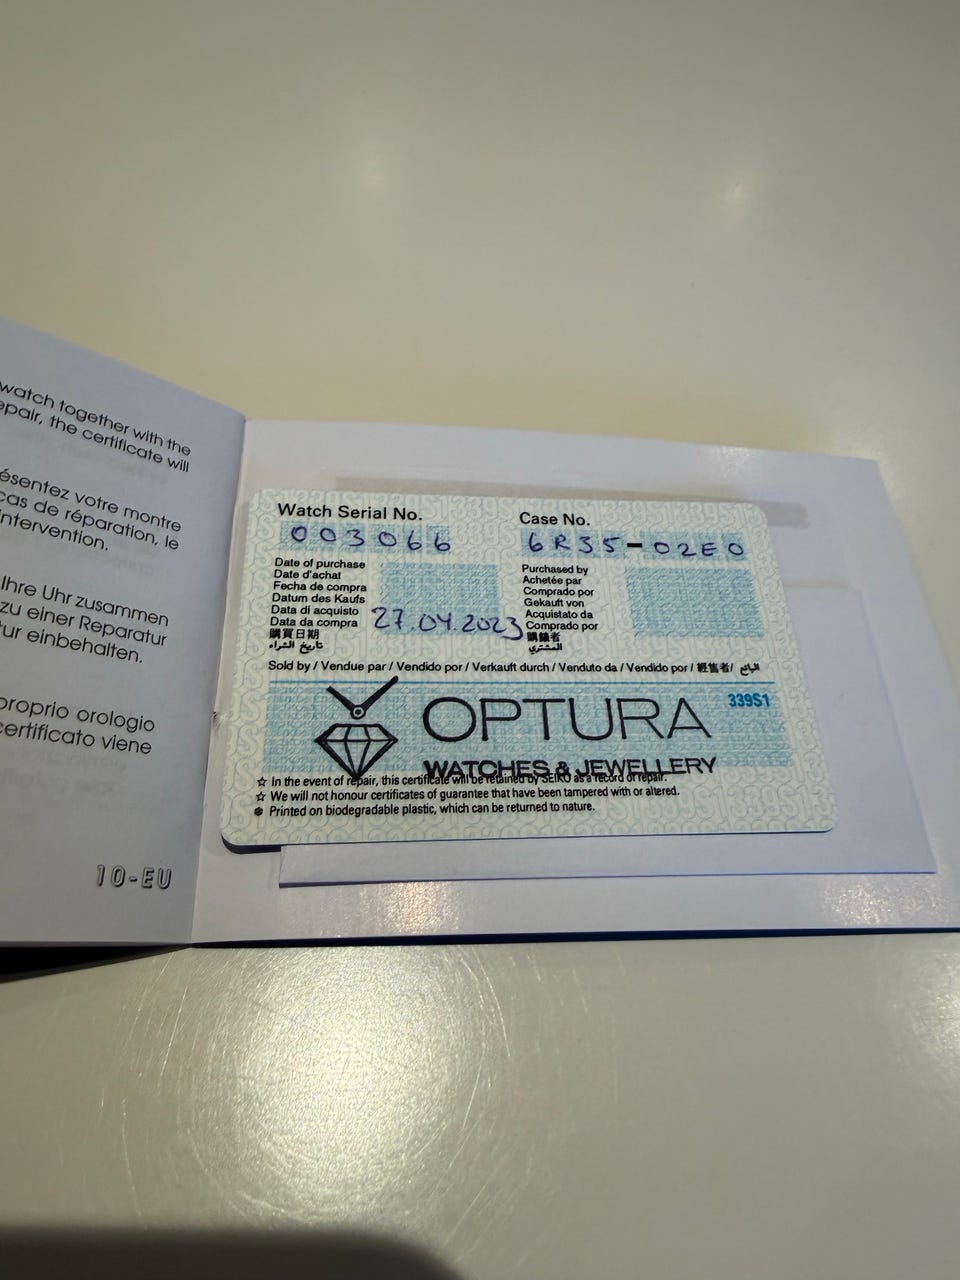 watch together with the
epair, the certificate will
ésentez votre montre
cas de réparation, le
ntervention.
Ihre Uhr zusammen
zu einer Reparatur
ur einbehalten.
proprio orologio
certificato viene
10-EU
Watch Serial No.
003066
Case No.
6R35-02E0
Date of purchase
Date d'achat
Fecha de compra
Datum des Kaufs
Data di acquisto
Data da compra
購買日期
تاريخ الشراء
27.04.2023
Purchased by
Achetée par
Comprado por
Gekauft von
Acquistato da
Comprado por
購錶者
المشتري
Sold by / Vendue par / Vendido por / Verkauft durch / Venduto da / Vendido por / 經售者/ البائع
339S1
OPTURA
WATCHES & JEWELLERY
☆ In the event of repair, this certificate will be retained by SEIKO as a record of repair.
☆ We will not honour certificates of guarantee that have been tampered with or altered.
❄ Printed on biodegradable plastic, which can be returned to nature.